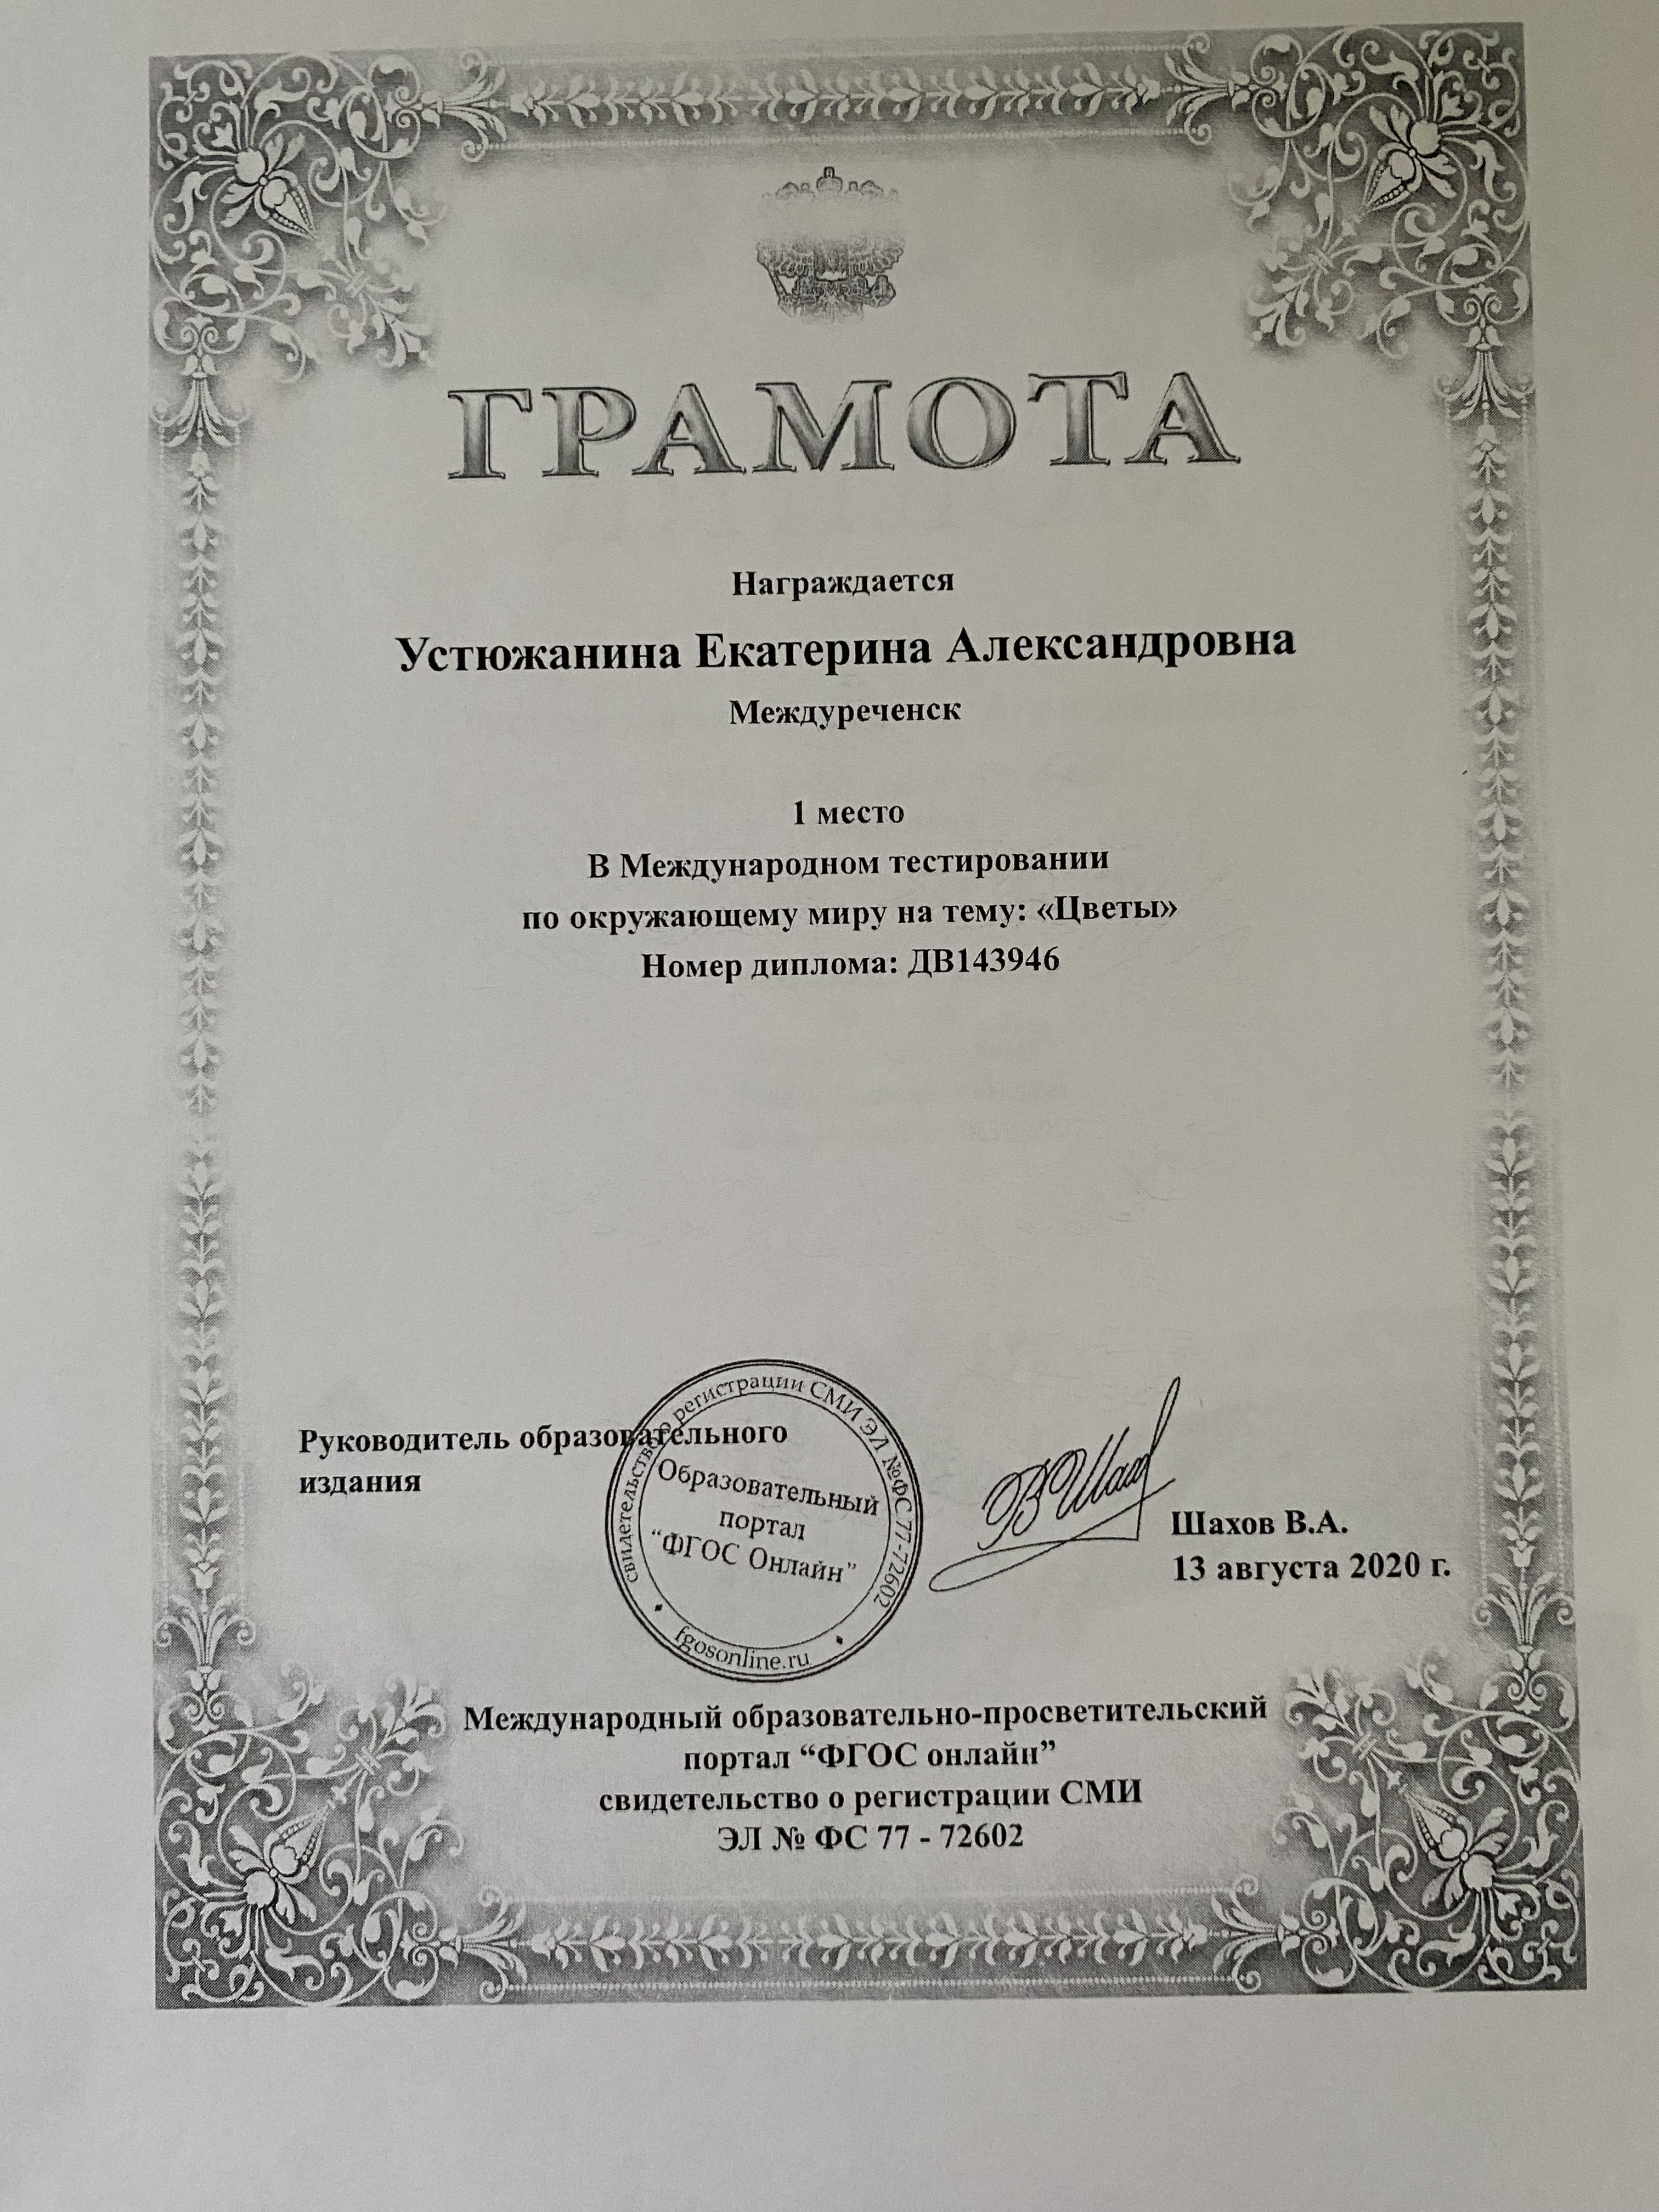 ГРАМОТА
Награждается
Устюжанина Екатерина Александровна
Междуреченск
1 место
В Международном тестировании
по окружающему миру на тему: «Цветы»
Номер диплома: ДВ143946
Руководитель образовательного
издания
свидетельство о регистрации СМИ ЭЛ №ФС 77-72602
Образовательный
портал
“ФГОС Онлайн”
fgosonline.ru
ВШах
Шахов В.А.
13 августа 2020 г.
Международный образовательно-просветительский
портал “ФГОС онлайн”
свидетельство о регистрации СМИ
ЭЛ № ФС 77 - 72602